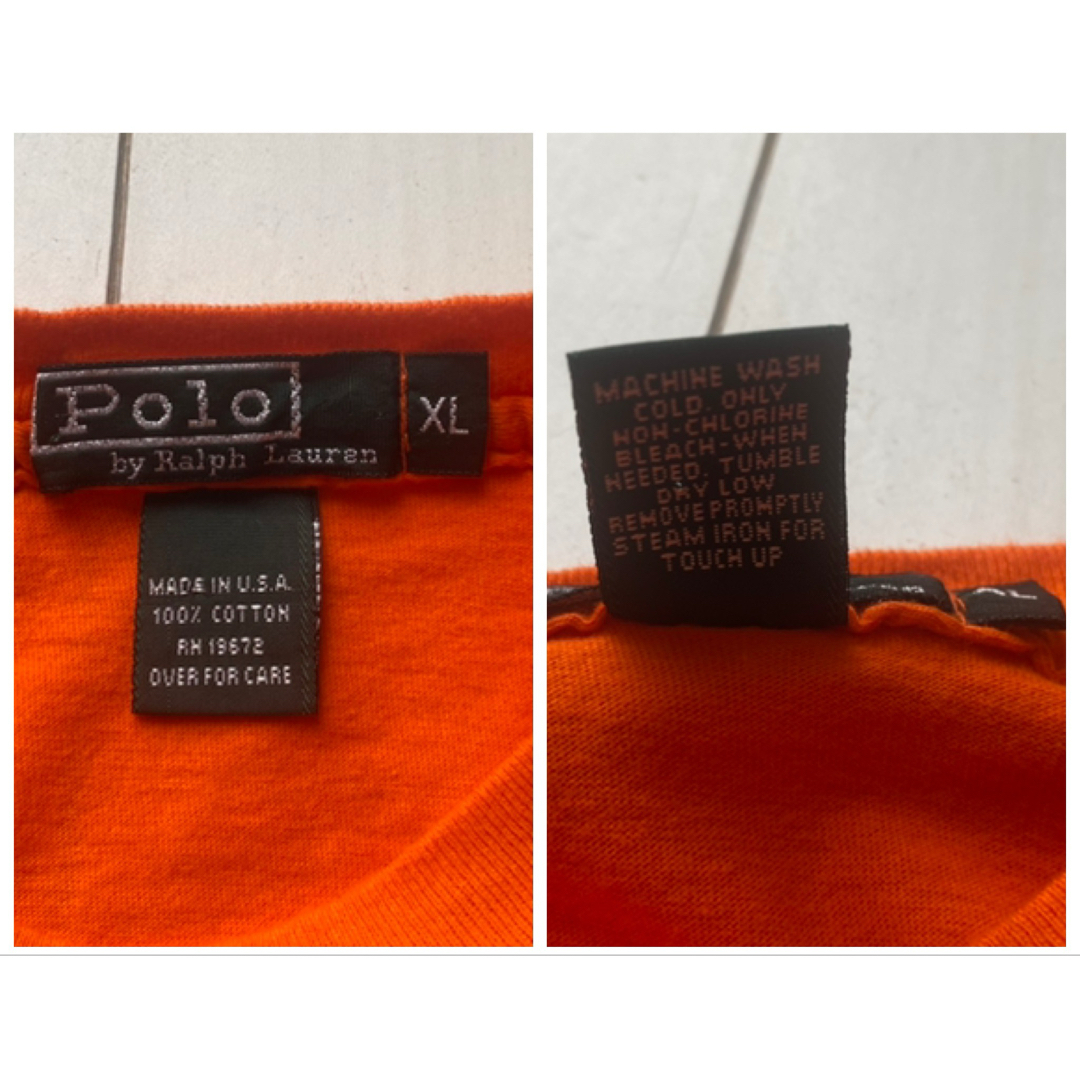 Polo
by Ralph Lauren
XL
MADE IN U.S.A.
100% COTTON
RN 19672
OVER FOR CARE
MACHINE WASH
COLD. ONLY
NON-CHLORINE
BLEACH-WHEN
NEEDED. TUMBLE
DRY LOW
REMOVE PROMPTLY
STEAM IRON FOR
TOUCH UP
XL